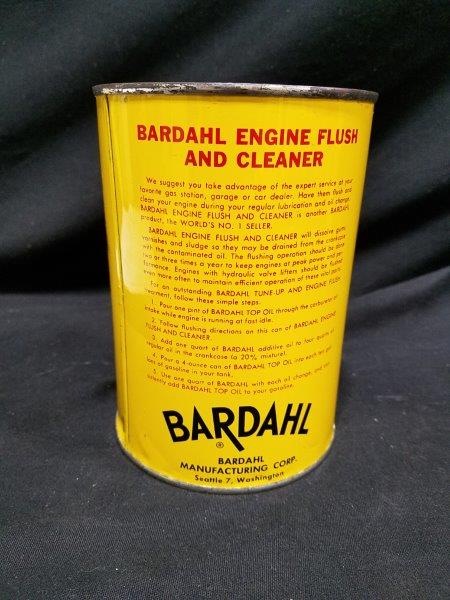 BARDAHL ENGINE FLUSH
AND CLEANER
We suggest you take advantage of the expert service at your
favorite gas station, garage or car dealer. Have them flush and
clean your engine during your regular lubrication and oil change.
BARDAHL ENGINE FLUSH AND CLEANER is another BARDAHL
product, the WORLD'S NO. 1 SELLER.
BARDAHL ENGINE FLUSH AND CLEANER will dissolve gums,
varnishes and sludge so they may be drained from the crankcase
with the contaminated oil. The flushing operation should be done
two or three times a year to keep engines at peak power and per-
formance. Engines with hydraulic valve lifters should be flushed
even more often to maintain efficient operation of these vital parts.
For an outstanding BARDAHL TUNE-UP AND ENGINE FLUSH
treatment, follow these simple steps.
1. Pour one pint of BARDAHL TOP OIL through the carburetor air
intake while engine is running at fast idle.
2. Follow flushing directions on this can of BARDAHL ENGINE
FLUSH AND CLEANER.
3. Add one quart of BARDAHL additive oil to four quarts of
regular oil in the crankcase (a 20% mixture).
4. Pour a 4-ounce can of BARDAHL TOP OIL into each ten gal-
lons of gasoline in your tank.
5. Use one quart of BARDAHL with each oil change, and
add BARDAHL TOP OIL to your gasoline.
BARDAHL
®
BARDAHL
MANUFACTURING CORP.
Seattle 7, Washington